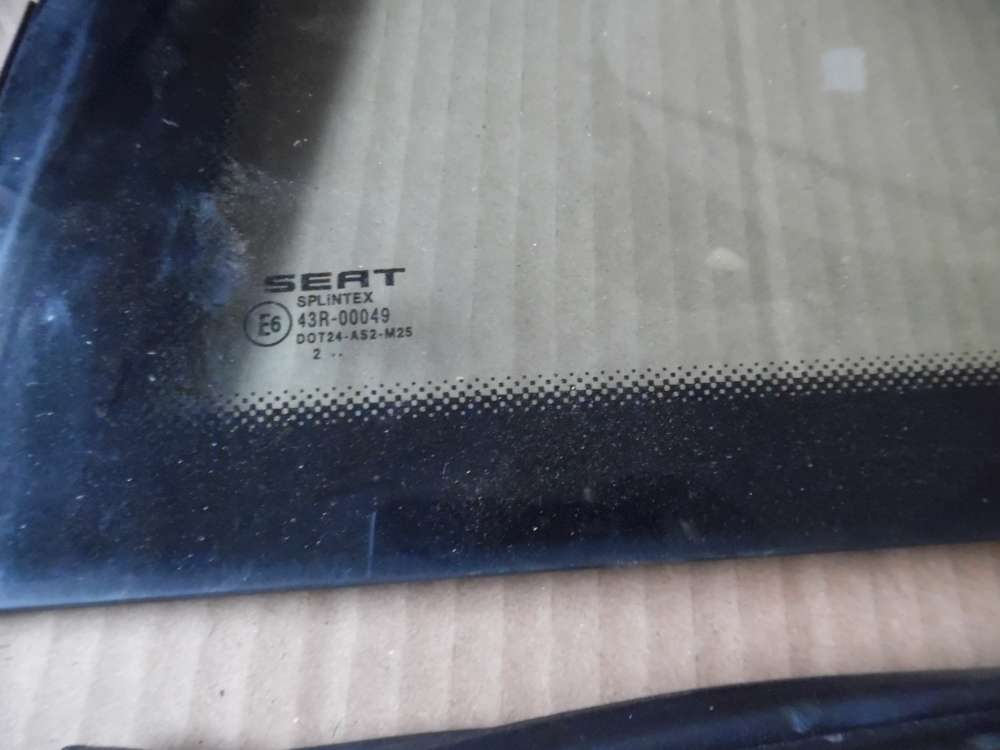 SEAT
SPLiNTEX
E6 43R-00049
DOT24-AS2-M25
2 ..